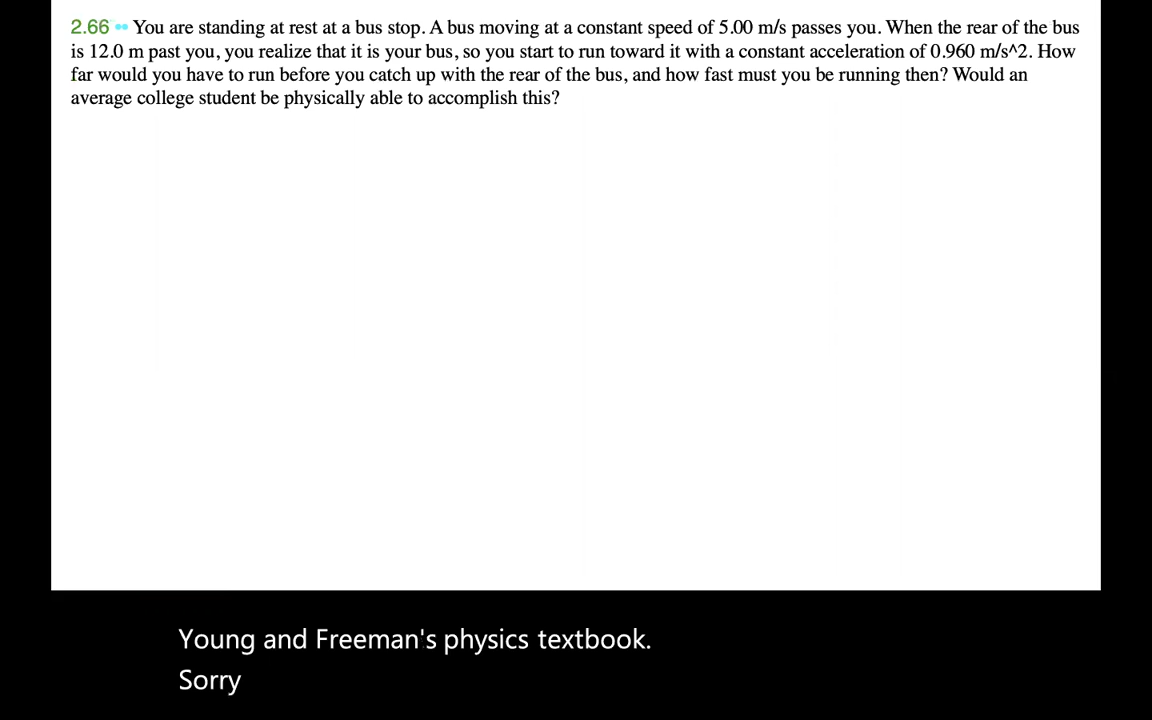 2.66 •• You are standing at rest at a bus stop. A bus moving at a constant speed of 5.00 m/s passes you. When the rear of the bus
is 12.0 m past you, you realize that it is your bus, so you start to run toward it with a constant acceleration of 0.960 m/s^2. How
far would you have to run before you catch up with the rear of the bus, and how fast must you be running then? Would an
average college student be physically able to accomplish this?
Young and Freeman's physics textbook.
Sorry